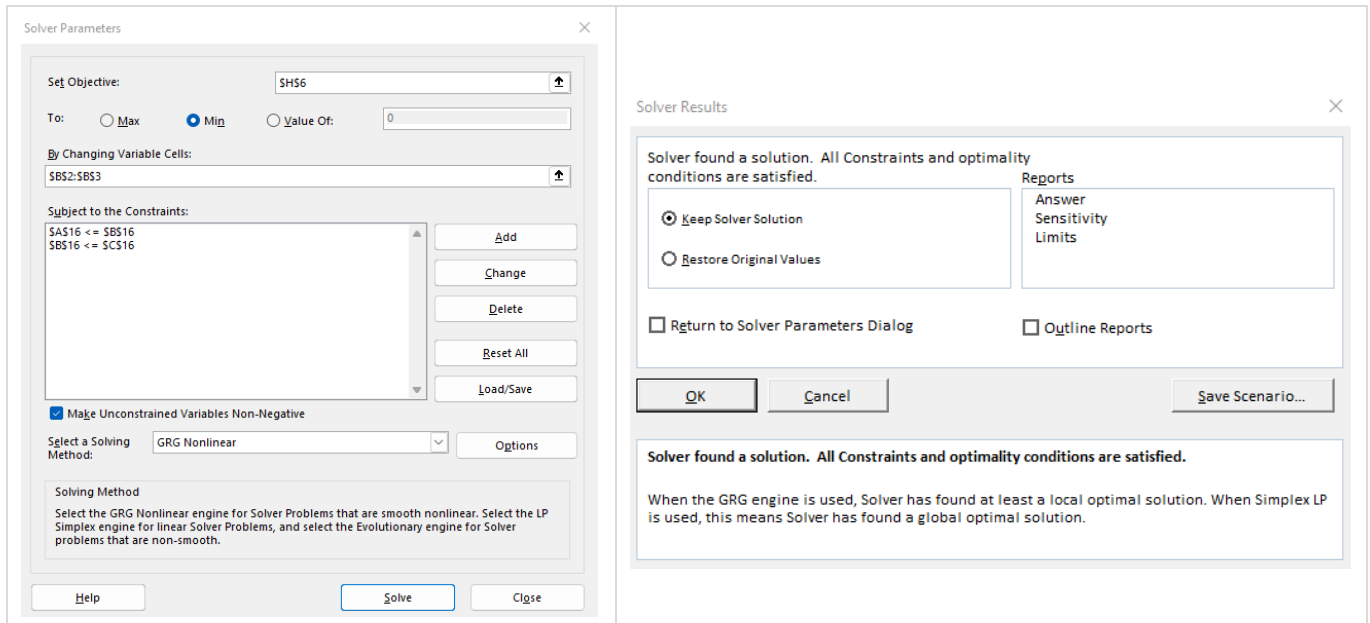 Solver Parameters
Set Objective:
$H$6
To:
Max
Min
Value Of:
0
By Changing Variable Cells:
$B$2:$B$3
Subject to the Constraints:
$A$16 <= $B$16
$B$16 <= $C$16
Add
Change
Delete
Reset All
Load/Save
Make Unconstrained Variables Non-Negative
Select a Solving
Method:
GRG Nonlinear
Options
Solving Method
Select the GRG Nonlinear engine for Solver Problems that are smooth nonlinear. Select the LP
Simplex engine for linear Solver Problems, and select the Evolutionary engine for Solver
problems that are non-smooth.
Help
Solve
Close
Solver Results
Solver found a solution. All Constraints and optimality
conditions are satisfied.
Keep Solver Solution
Restore Original Values
Reports
Answer
Sensitivity
Limits
Return to Solver Parameters Dialog
Outline Reports
OK
Cancel
Save Scenario...
Solver found a solution. All Constraints and optimality conditions are satisfied.
When the GRG engine is used, Solver has found at least a local optimal solution. When Simplex LP
is used, this means Solver has found a global optimal solution.